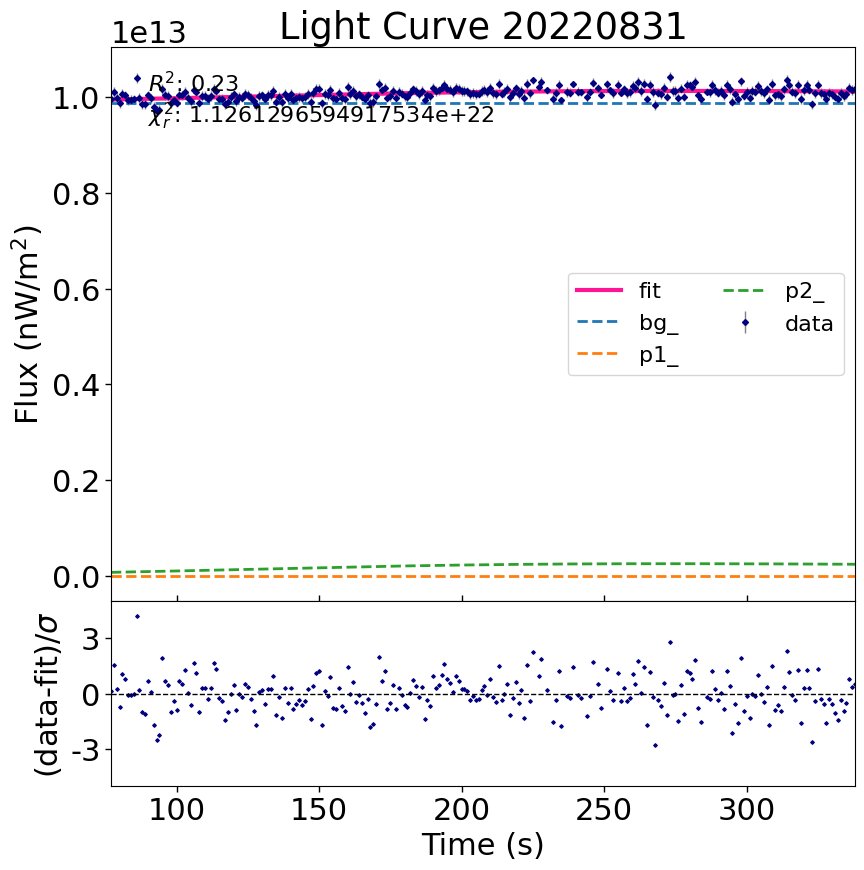 Light Curve 20220831
1e13
R²: 0.23
χᵣ²: 1.1261296594917534e+22
1.0
0.8
0.6
0.4
0.2
0.0
Flux (nW/m²)
fit
bg_
p1_
p2_
data
3
0
-3
(data-fit)/σ
100 150 200 250 300
Time (s)